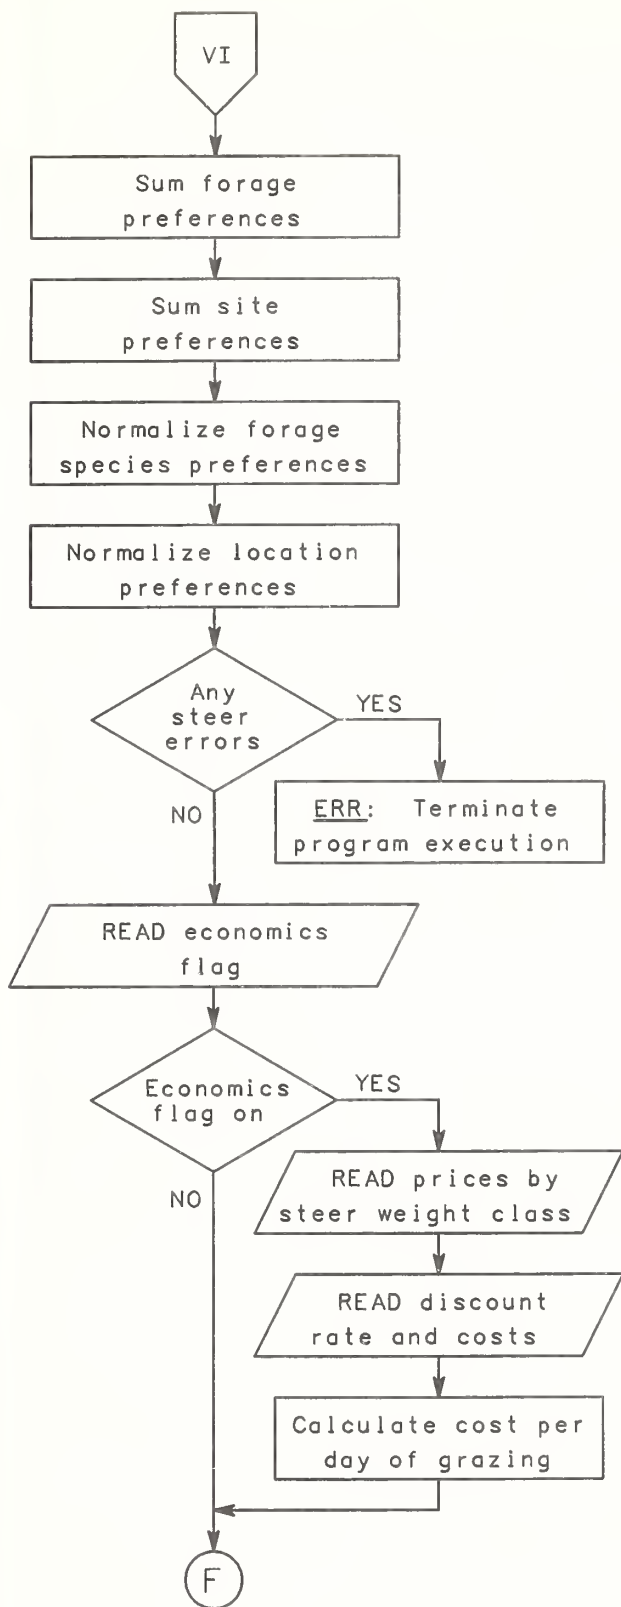 VI
Sum forage
preferences
Sum site
preferences
Normalize forage
species preferences
Normalize location
preferences
Any
steer
errors
YES
NO
ERR: Terminate
program execution
READ economics
flag
Economics
flag on
YES
NO
READ prices by
steer weight class
READ discount
rate and costs
Calculate cost per
day of grazing
F